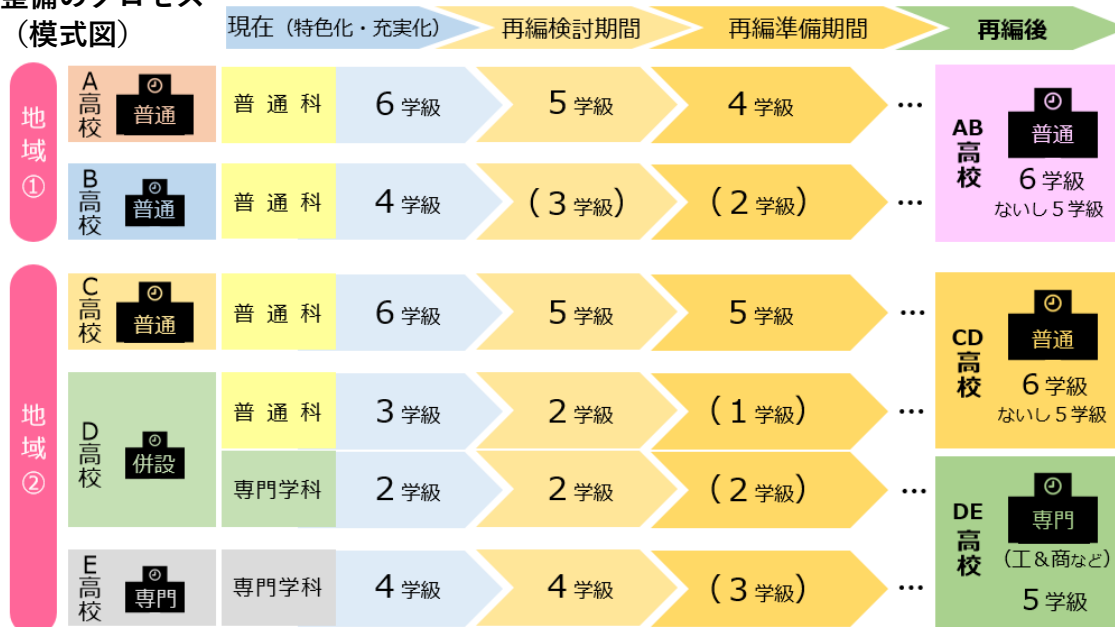 整備のプロセス
（模式図）
現在（特色化・充実化）
再編検討期間
再編準備期間
再編後
地域①
A高校
普通
普通科
6 学級
5 学級
4 学級
…
B高校
普通
普通科
4 学級
（3 学級）
（2 学級）
…
AB高校
普通
6 学級
ないし５学級
地域②
C高校
普通
普通科
6 学級
5 学級
5 学級
…
D高校
併設
普通科
3 学級
2 学級
（1 学級）
…
専門学科
2 学級
2 学級
（2 学級）
…
E高校
専門
専門学科
4 学級
4 学級
（3 学級）
…
CD高校
普通
6 学級
ないし５学級
DE高校
専門
（工＆商など）
5 学級